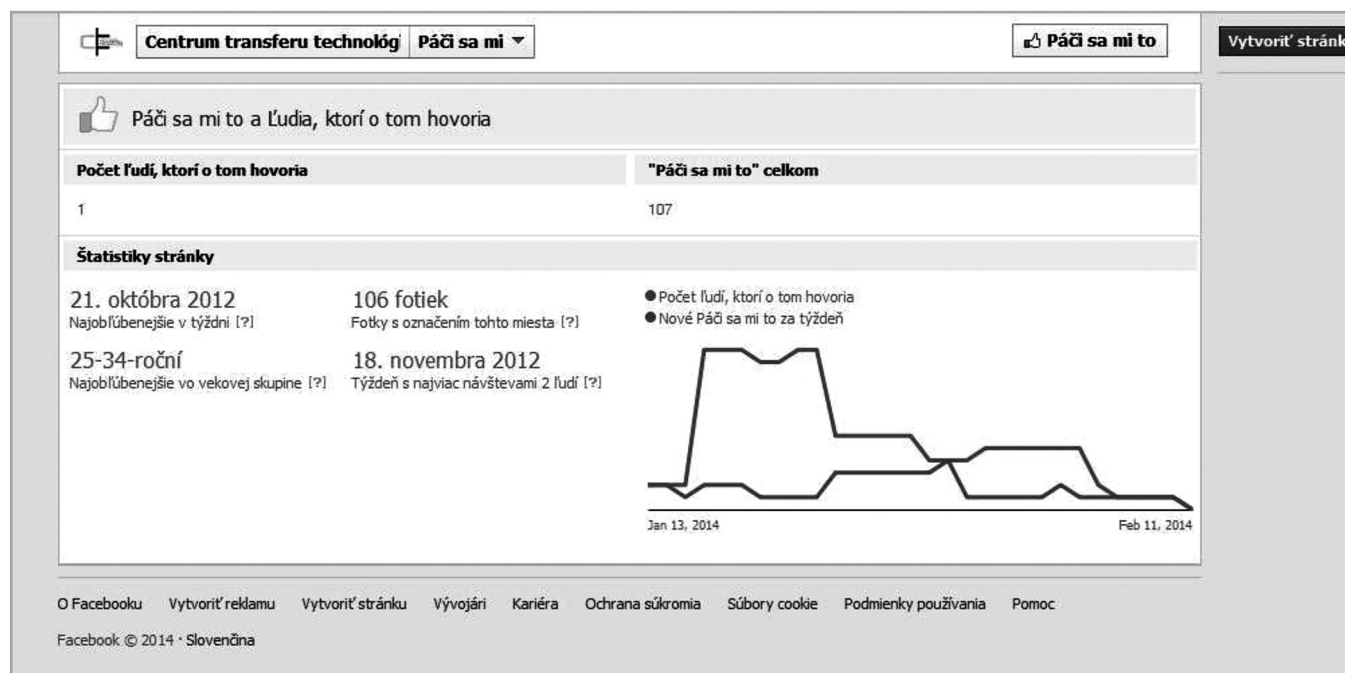 Centrum transferu technológ Páči sa mi Páči sa mi to Vytvoriť stránk
Páči sa mi to a Ľudia, ktorí o tom hovoria
Počet ľudí, ktorí o tom hovoria "Páči sa mi to" celkom
1 107
Štatistiky stránky
21. októbra 2012 106 fotiek
Najobľúbenejšie v týždni [?] Fotky s označením tohto miesta [?]
25-34-roční 18. novembra 2012
Najobľúbenejšie vo vekovej skupine [?] Týždeň s najviac návštevami 2 ľudí [?]
Počet ľudí, ktorí o tom hovoria
Nové Páči sa mi to za týždeň
Jan 13, 2014 Feb 11, 2014
O Facebooku Vytvoriť reklamu Vytvoriť stránku Vývojári Kariéra Ochrana súkromia Súbory cookie Podmienky používania Pomoc
Facebook © 2014 · Slovenčina